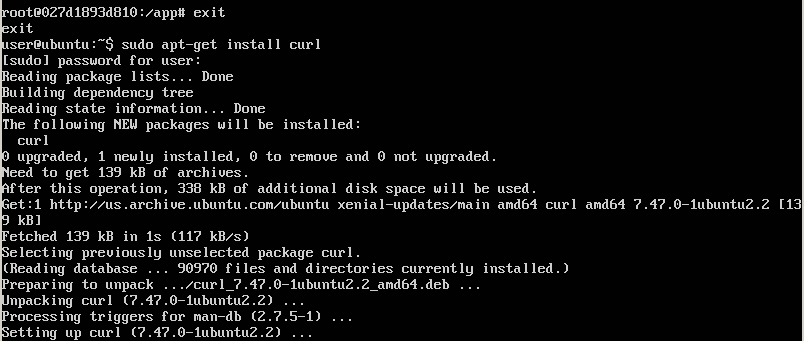 root@027d1893d810:/app# exit
exit
user@ubuntu:~$ sudo apt-get install curl
[sudo] password for user:
Reading package lists... Done
Building dependency tree
Reading state information... Done
The following NEW packages will be installed:
  curl
0 upgraded, 1 newly installed, 0 to remove and 0 not upgraded.
Need to get 139 kB of archives.
After this operation, 338 kB of additional disk space will be used.
Get:1 http://us.archive.ubuntu.com/ubuntu xenial-updates/main amd64 curl amd64 7.47.0-1ubuntu2.2 [13
9 kB]
Fetched 139 kB in 1s (117 kB/s)
Selecting previously unselected package curl.
(Reading database ... 90970 files and directories currently installed.)
Preparing to unpack .../curl_7.47.0-1ubuntu2.2_amd64.deb ...
Unpacking curl (7.47.0-1ubuntu2.2) ...
Processing triggers for man-db (2.7.5-1) ...
Setting up curl (7.47.0-1ubuntu2.2) ...